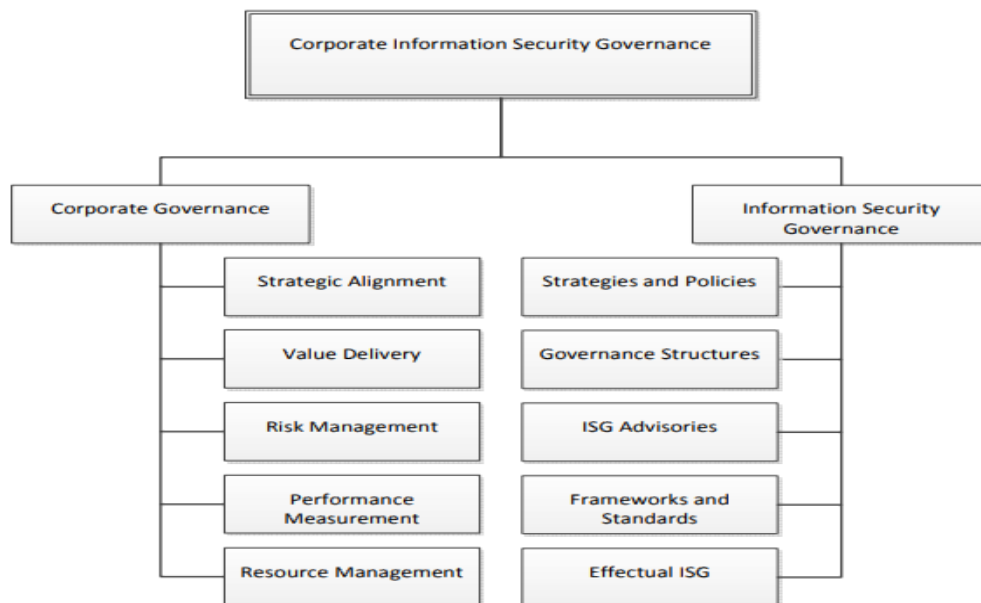 Corporate Information Security Governance
Corporate Governance
Information Security
Governance
Strategic Alignment
Strategies and Policies
Value Delivery
Governance Structures
Risk Management
ISG Advisories
Performance
Measurement
Frameworks and
Standards
Resource Management
Effectual ISG